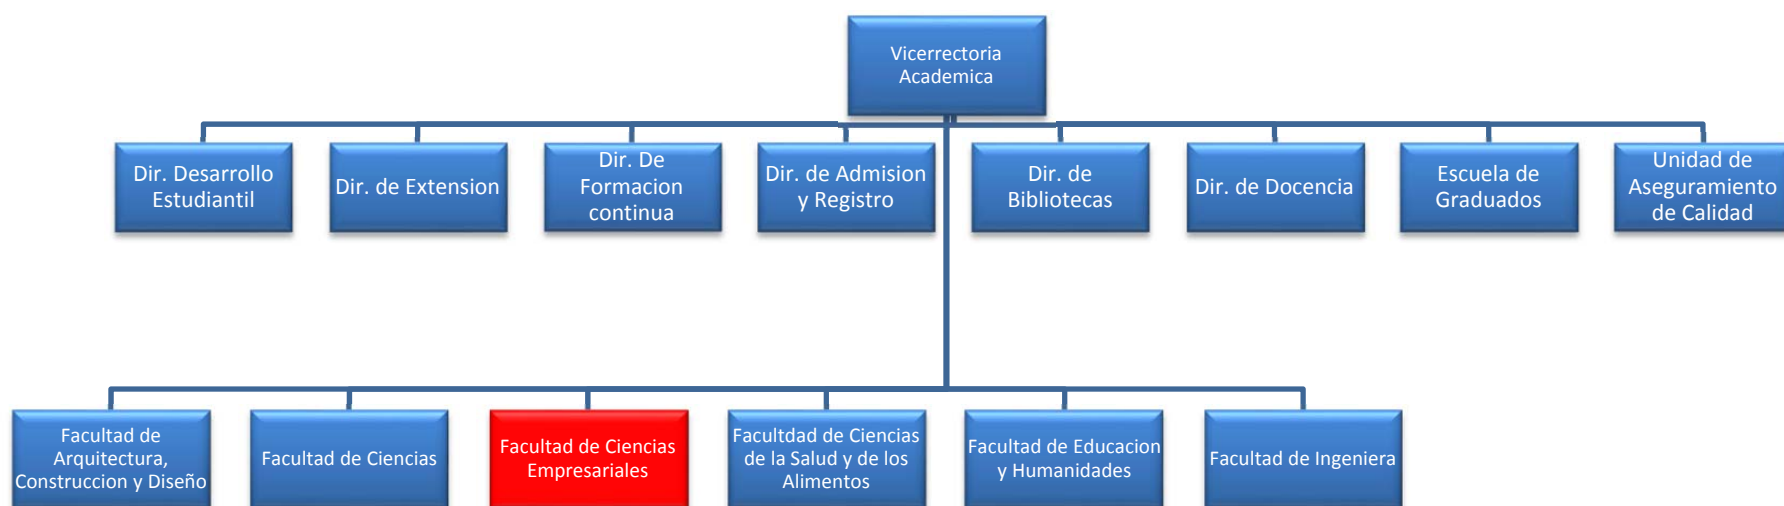 Vicerrectoria
Academica
Dir. Desarrollo
Estudiantil
Dir. de Extension
Dir. De
Formacion
continua
Dir. de Admision
y Registro
Dir. de
Bibliotecas
Dir. de Docencia
Escuela de
Graduados
Unidad de
Aseguramiento
de Calidad
Facultad de
Arquitectura,
Construccion y Diseño
Facultad de Ciencias
Facultad de Ciencias
Empresariales
Facultdad de Ciencias
de la Salud y de los
Alimentos
Facultad de Educacion
y Humanidades
Facultad de Ingeniera